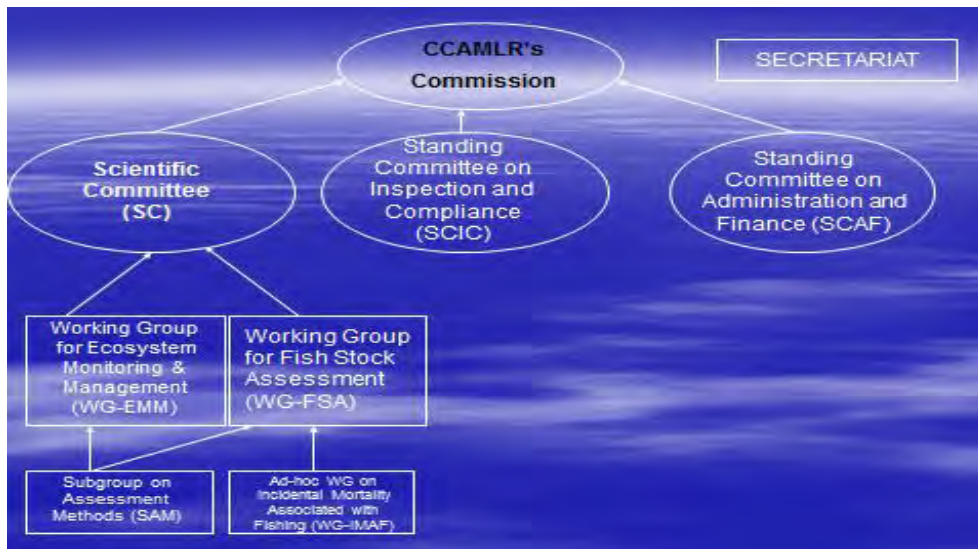 CCAMLR's
Commission
SECRETARIAT
Scientific
Committee
(SC)
Standing
Committee on
Inspection and
Compliance
(SCIC)
Standing
Committee on
Administration and
Finance (SCAF)
Working Group
for Ecosystem
Monitoring &
Management
(WG-EMM)
Working Group
for Fish Stock
Assessment
(WG-FSA)
Subgroup on
Assessment
Methods (SAM)
Ad-hoc WG on
Incidental Mortality
Associated with
Fishing (WG-IMAF)